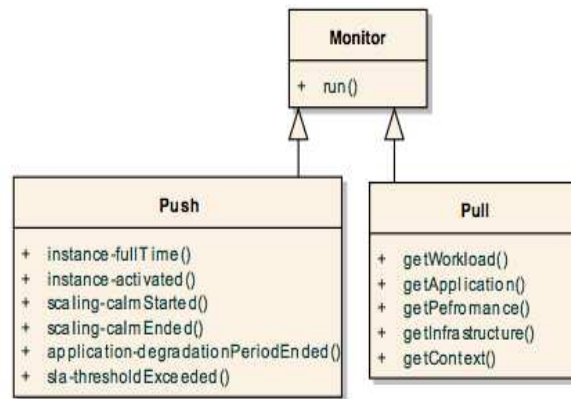 Monitor
+ run()
Push
+ instance-fullTime()
+ instance-activated()
+ scaling-calmStarted()
+ scaling-calmEnded()
+ application-degradationPeriodEnded()
+ sla-thresholdExceeded()
Pull
+ getWorkload()
+ getApplication()
+ getPefromance()
+ getInfrastructure()
+ getContext()